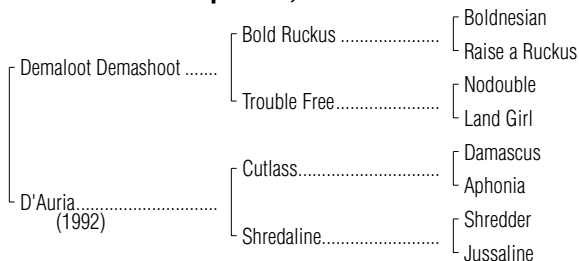 Boldnesian
Bold Ruckus ...................
Raise a Ruckus
Demaloot Demashoot .......
Nodouble
Trouble Free.....................
Land Girl
Damascus
Cutlass.............................
Aphonia
D'Auria.............................
(1992)
Shredder
Shredaline........................
Jussaline